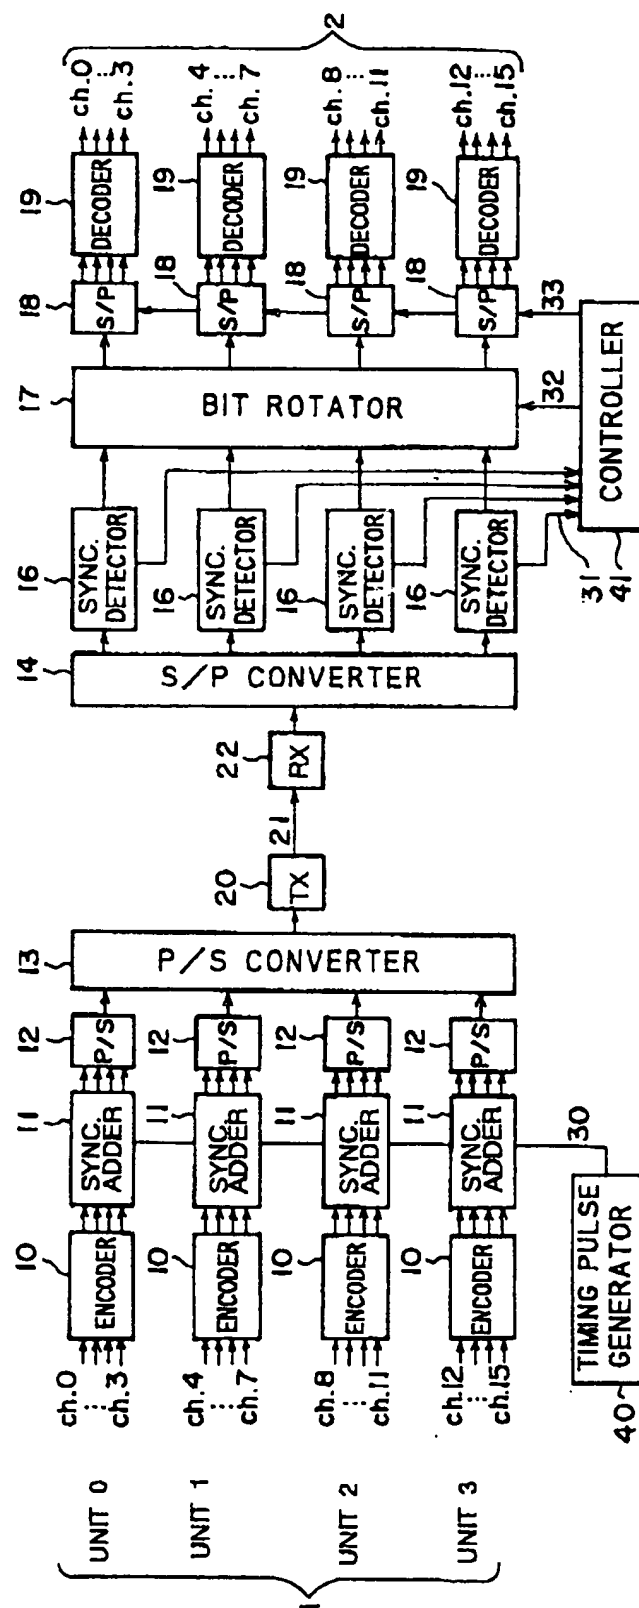 UNIT 0
UNIT 1
UNIT 2
UNIT 3
1
ch.0
ch.3
ch.4
ch.7
ch.8
ch.11
ch.12
ch.15
10
ENCODER
10
ENCODER
10
ENCODER
10
ENCODER
11
SYNC.
ADDER
11
SYNC.
ADDER
11
SYNC.
ADDER
11
SYNC.
ADDER
12
P/S
12
P/S
12
P/S
12
P/S
30
40
TIMING PULSE
GENERATOR
13
P/S CONVERTER
20
TX
21
22
RX
14
S/P CONVERTER
16
SYNC.
DETECTOR
16
SYNC.
DETECTOR
16
SYNC.
DETECTOR
16
SYNC.
DETECTOR
31
41
CONTROLLER
17
BIT ROTATOR
32
33
18
S/P
18
S/P
18
S/P
18
S/P
19
DECODER
19
DECODER
19
DECODER
19
DECODER
ch.0
ch.3
ch.4
ch.7
ch.8
ch.11
ch.12
ch.15
2